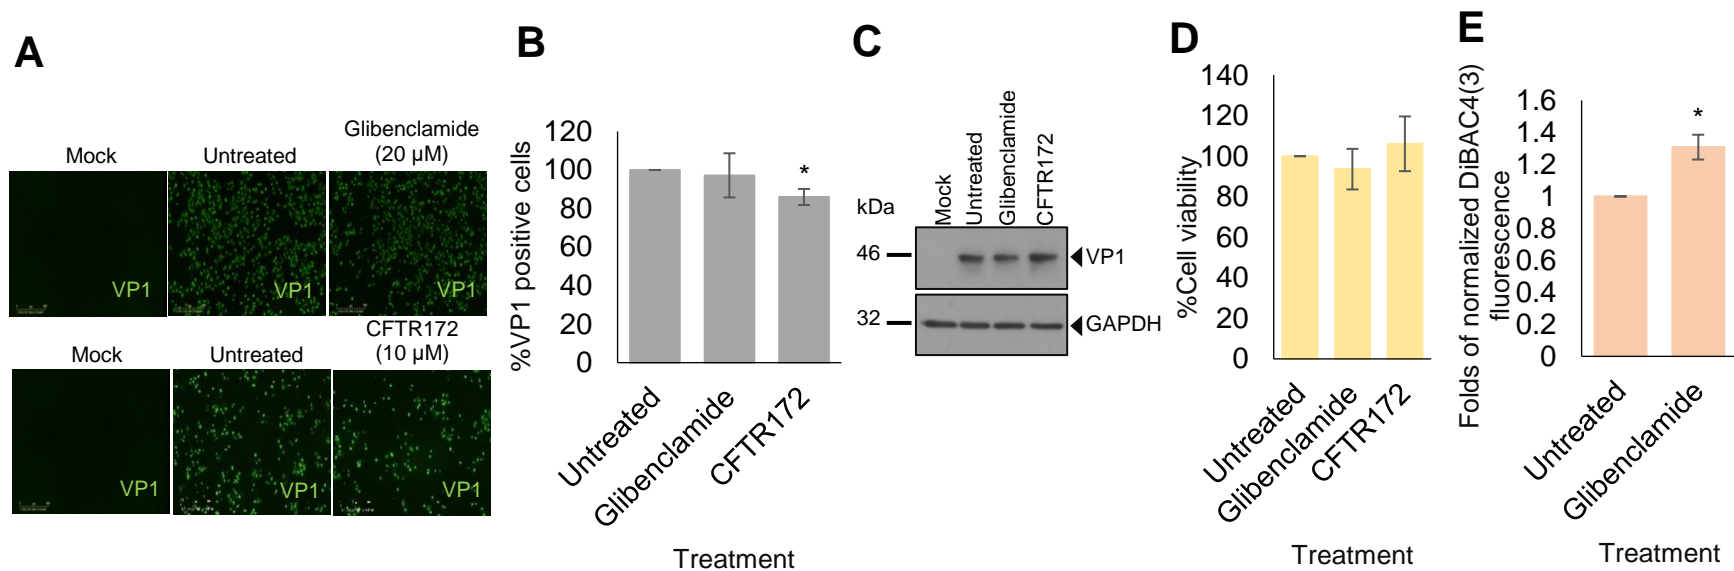 A
Mock
Untreated
Glibenclamide
(20 µM)
VP1
VP1
VP1
Mock
Untreated
CFTR172
(10 µM)
VP1
VP1
VP1
B
%VP1 positive cells
120
100
80
60
40
20
0
*
Untreated
Glibenclamide
CFTR172
Treatment
C
kDa
Mock
Untreated
Glibenclamide
CFTR172
46
VP1
32
GAPDH
D
%Cell viability
140
120
100
80
60
40
20
0
Untreated
Glibenclamide
CFTR172
Treatment
E
Folds of normalized DiBAC4(3)
fluorescence
1.6
1.4
1.2
1
0.8
0.6
0.4
0.2
0
*
Untreated
Glibenclamide
Treatment